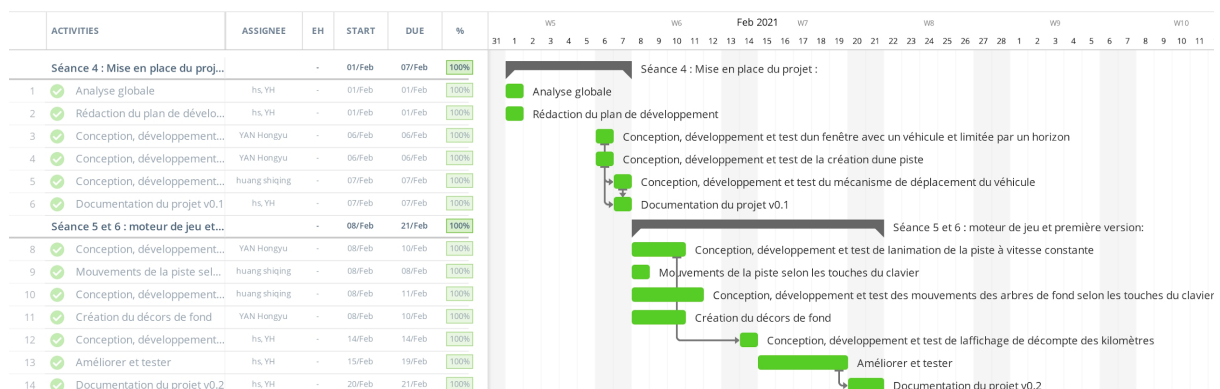 Feb 2021
W5 W6 W7 W8 W9 W10
ACTIVITIES ASSIGNEE EH START DUE %
31 1 2 3 4 5 6 7 8 9 10 11 12 13 14 15 16 17 18 19 20 21 22 23 24 25 26 27 28 1 2 3 4 5 6 7 8 9 10 11
Séance 4 : Mise en place du proj... - 01/Feb 07/Feb 100% Séance 4 : Mise en place du projet :
1 Analyse globale hs, YH - 01/Feb 01/Feb 100% Analyse globale
2 Rédaction du plan de dévelo... hs, YH - 01/Feb 01/Feb 100% Rédaction du plan de développement
3 Conception, développement... YAN Hongyu - 06/Feb 06/Feb 100% Conception, développement et test dun fenêtre avec un véhicule et limitée par un horizon
4 Conception, développement... YAN Hongyu - 06/Feb 06/Feb 100% Conception, développement et test de la création dune piste
5 Conception, développement... huang shiqing - 07/Feb 07/Feb 100% Conception, développement et test du mécanisme de déplacement du véhicule
6 Documentation du projet v0.1 hs, YH - 07/Feb 07/Feb 100% Documentation du projet v0.1
Séance 5 et 6 : moteur de jeu et... - 08/Feb 21/Feb 100% Séance 5 et 6 : moteur de jeu et première version:
8 Conception, développement... YAN Hongyu - 08/Feb 10/Feb 100% Conception, développement et test de lanimation de la piste à vitesse constante
9 Mouvements de la piste sel... huang shiqing - 08/Feb 08/Feb 100% Mouvements de la piste selon les touches du clavier
10 Conception, développement... huang shiqing - 08/Feb 11/Feb 100% Conception, développement et test des mouvements des arbres de fond selon les touches du clavier
11 Création du décors de fond YAN Hongyu - 08/Feb 10/Feb 100% Création du décors de fond
12 Conception, développement... hs, YH - 14/Feb 14/Feb 100% Conception, développement et test de laffichage de décompte des kilomètres
13 Améliorer et tester hs, YH - 15/Feb 19/Feb 100% Améliorer et tester
14 Documentation du projet v0.2 hs, YH - 20/Feb 21/Feb 100% Documentation du projet v0.2